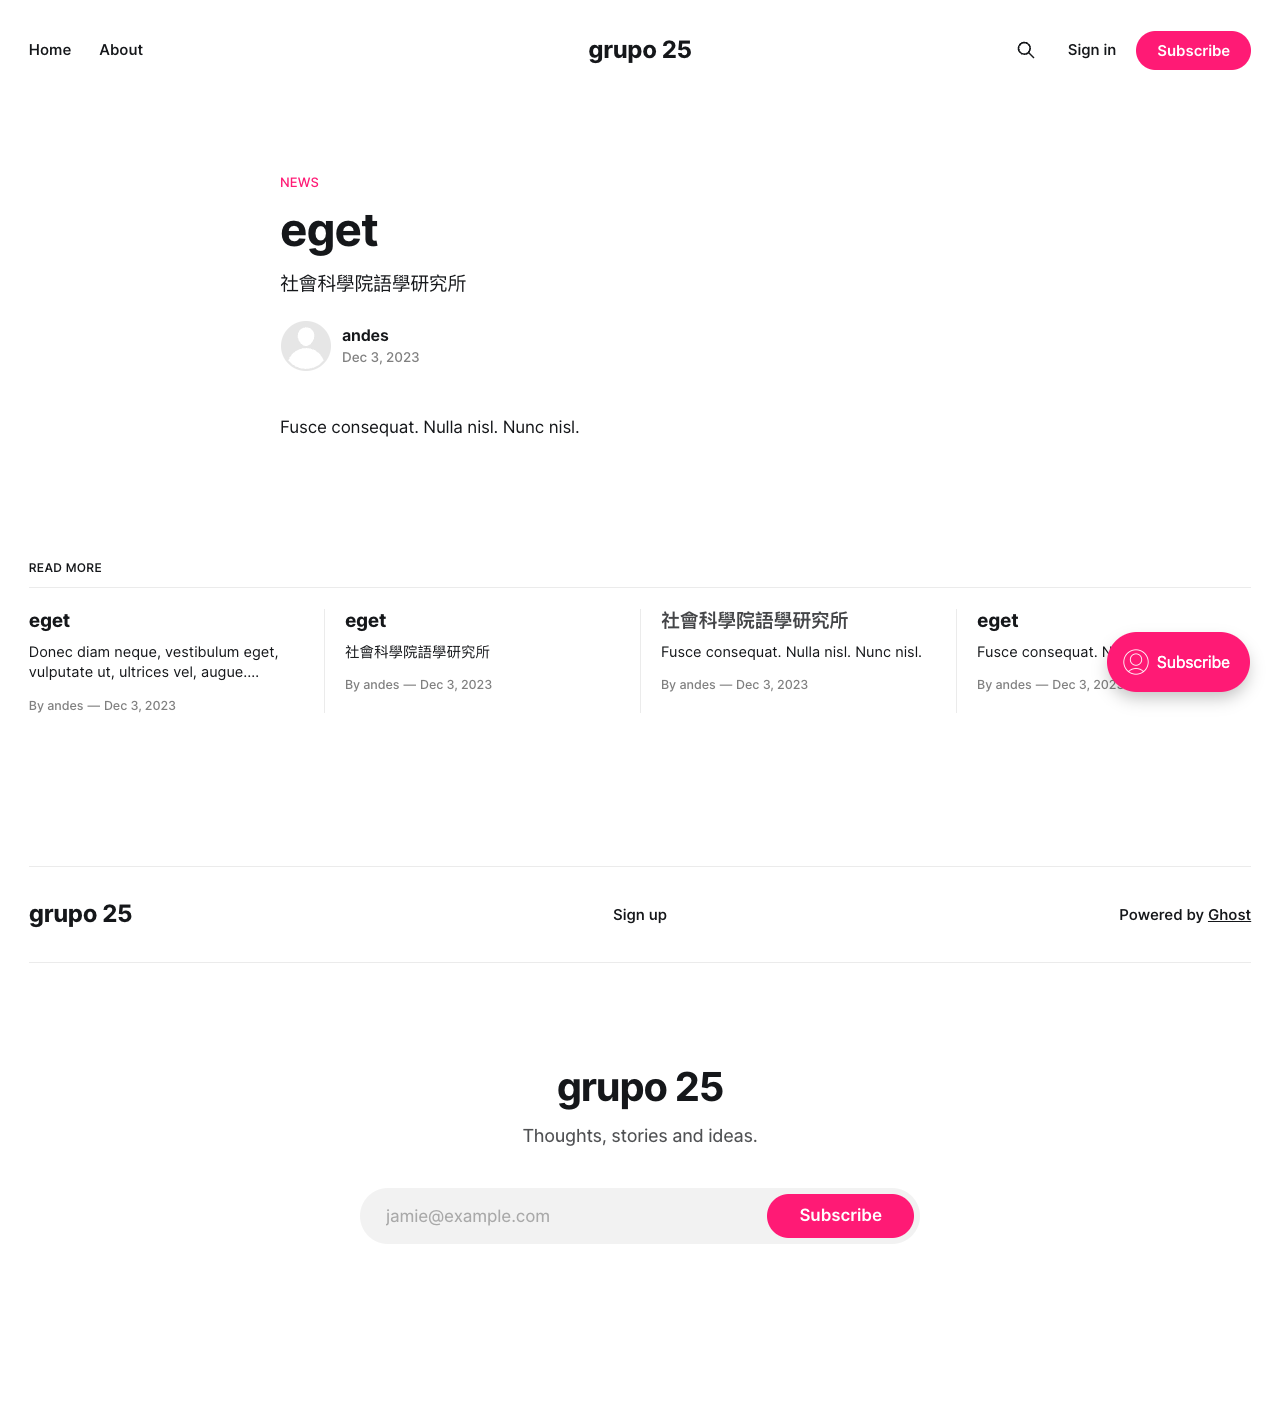 Home About grupo 25 Sign in Subscribe
NEWS
eget
社會科學院語學研究所
andes
Dec 3, 2023
Fusce consequat. Nulla nisl. Nunc nisl.
READ MORE
eget
Donec diam neque, vestibulum eget,
vulputate ut, ultrices vel, augue....
By andes — Dec 3, 2023
eget
社會科學院語學研究所
By andes — Dec 3, 2023
社會科學院語學研究所
Fusce consequat. Nulla nisl. Nunc nisl.
By andes — Dec 3, 2023
eget
Fusce consequat.
By andes — Dec 3, 2023
Subscribe
grupo 25 Sign up Powered by Ghost
grupo 25
Thoughts, stories and ideas.
jamie@example.com Subscribe